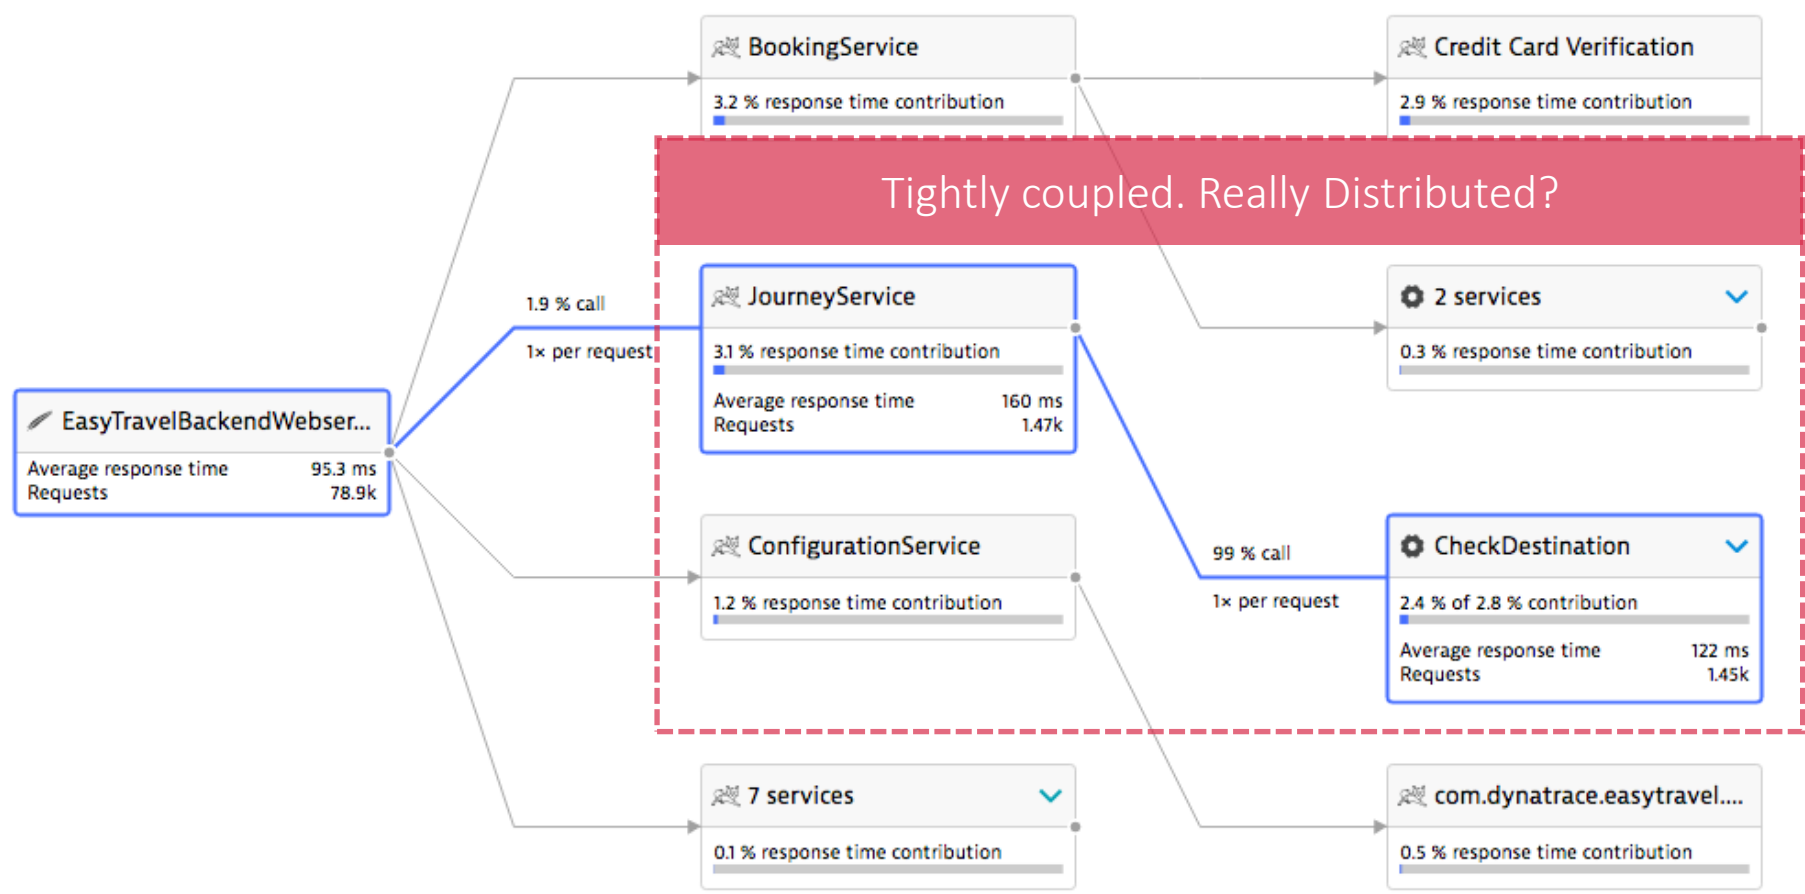 BookingService
3.2 % response time contribution
Credit Card Verification
2.9 % response time contribution
Tightly coupled. Really Distributed?
1.9 % call
1× per request
JourneyService
3.1 % response time contribution
Average response time 160 ms
Requests 1.47k
2 services
0.3 % response time contribution
EasyTravelBackendWebser...
Average response time 95.3 ms
Requests 78.9k
ConfigurationService
1.2 % response time contribution
99 % call
1× per request
CheckDestination
2.4 % of 2.8 % contribution
Average response time 122 ms
Requests 1.45k
7 services
0.1 % response time contribution
com.dynatrace.easytravel....
0.5 % response time contribution